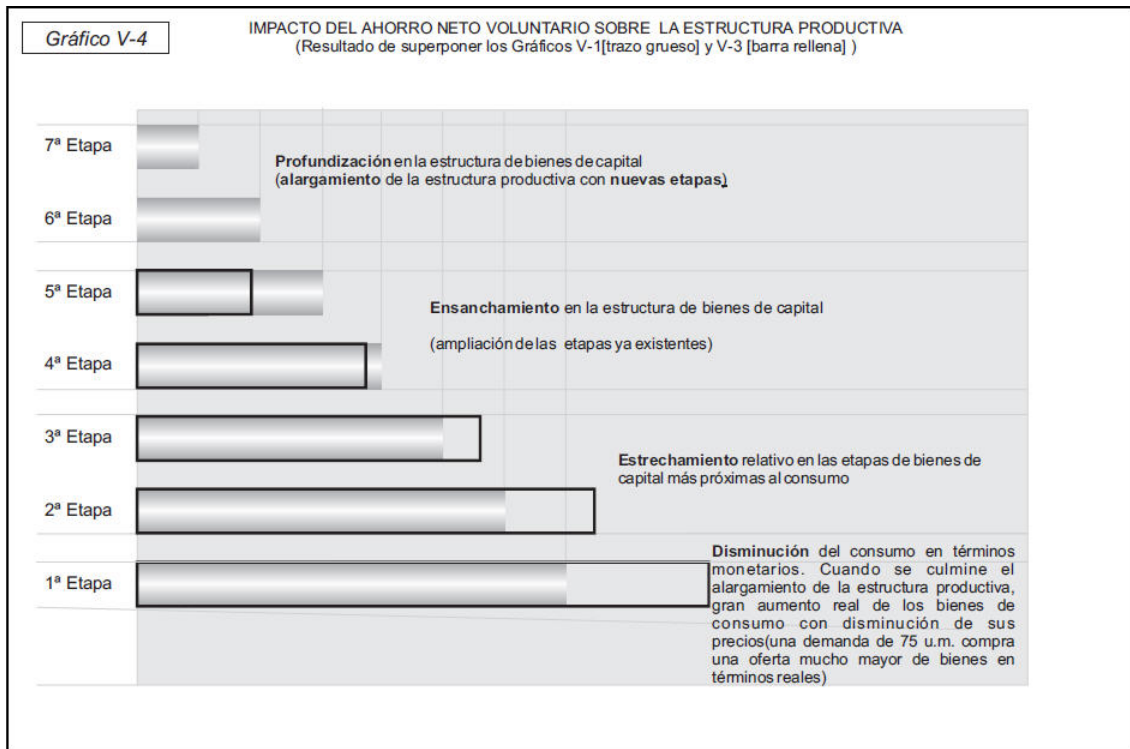 Gráfico V-4
IMPACTO DEL AHORRO NETO VOLUNTARIO SOBRE LA ESTRUCTURA PRODUCTIVA
(Resultado de superponer los Gráficos V-1[trazo grueso] y V-3 [barra rellena] )
7ª Etapa
Profundización en la estructura de bienes de capital
(alargamiento de la estructura productiva con nuevas etapas)
6ª Etapa
5ª Etapa
Ensanchamiento en la estructura de bienes de capital
(ampliación de las etapas ya existentes)
4ª Etapa
3ª Etapa
Estrechamiento relativo en las etapas de bienes de
capital más próximas al consumo
2ª Etapa
1ª Etapa
Disminución del consumo en términos
monetarios. Cuando se culmine el
alargamiento de la estructura productiva,
gran aumento real de los bienes de
consumo con disminución de sus
precios(una demanda de 75 u.m. compra
una oferta mucho mayor de bienes en
términos reales)